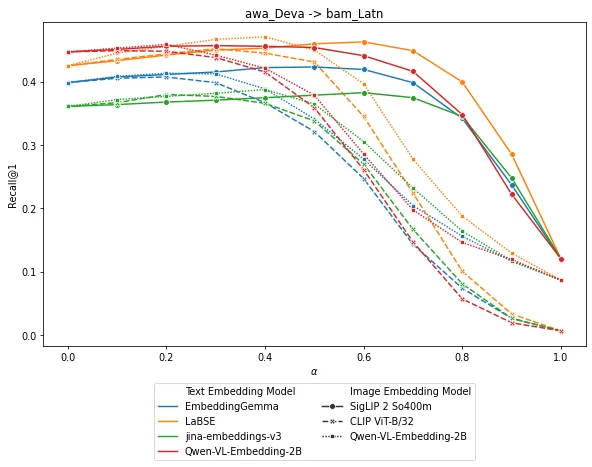 awa_Deva -> bam_Latn
Recall@1
0.4
0.3
0.2
0.1
0.0
0.0 0.2 0.4 0.6 0.8 1.0
α
Text Embedding Model
EmbeddingGemma
LaBSE
jina-embeddings-v3
Qwen-VL-Embedding-2B
Image Embedding Model
SigLIP 2 So400m
CLIP ViT-B/32
Qwen-VL-Embedding-2B